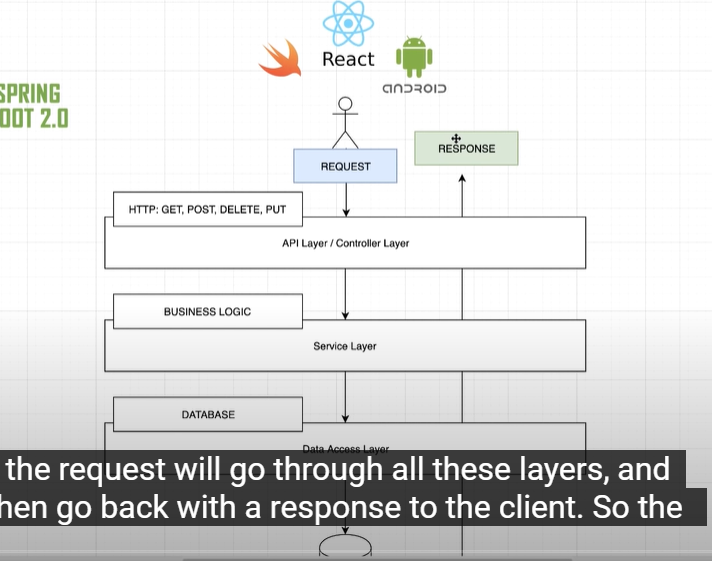 React
ANDROID
SPRING
OOT 2.0
REQUEST
RESPONSE
HTTP: GET, POST, DELETE, PUT
API Layer / Controller Layer
BUSINESS LOGIC
Service Layer
DATABASE
Data Access Layer
the request will go through all these layers, and
hen go back with a response to the client. So the